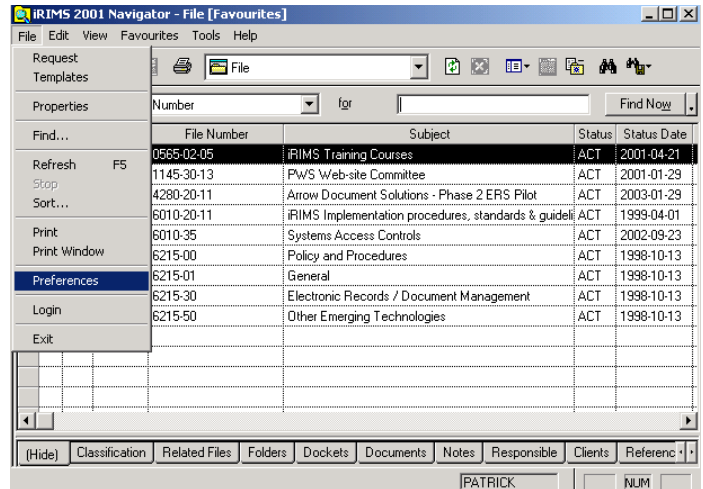 iRIMS 2001 Navigator - File [Favourites]
File Edit View Favourites Tools Help
Request
Templates
Properties
Find...
Refresh F5
Stop
Sort...
Print
Print Window
Preferences
Login
Exit
File
Number for Find Now
File Number Subject Status Status Date
0565-02-05 iRIMS Training Courses ACT 2001-04-21
1145-30-13 PWS Web-site Committee ACT 2001-01-29
4280-20-11 Arrow Document Solutions - Phase 2 ERS Pilot ACT 2003-01-29
6010-20-11 iRIMS Implementation procedures, standards & guideli ACT 1999-04-01
6010-35 Systems Access Controls ACT 2002-09-23
6215-00 Policy and Procedures ACT 1998-10-13
6215-01 General ACT 1998-10-13
6215-30 Electronic Records / Document Management ACT 1998-10-13
6215-50 Other Emerging Technologies ACT 1998-10-13
(Hide) Classification Related Files Folders Dockets Documents Notes Responsible Clients Referenc
PATRICK NUM